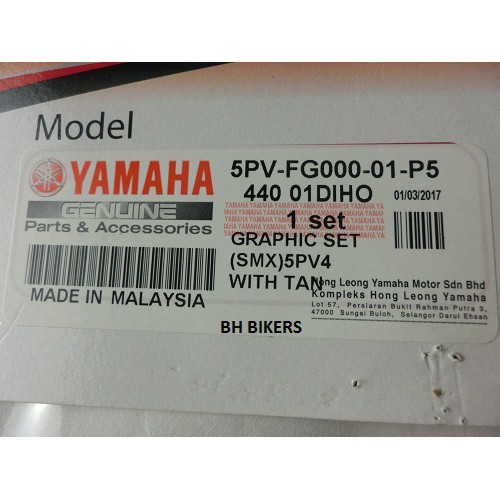 Model
YAMAHA
GENUINE
Parts & Accessories
MADE IN MALAYSIA
5PV-FG000-01-P5
440 01DIHO
01/03/2017
1 set
GRAPHIC SET
(SMX)5PV4
WITH TAN
Hong Leong Yamaha Motor Sdn Bhd
Kompleks Hong Leong Yamaha
Lot 57, Persiaran Bukit Rahman Putra 3,
47000 Sungai Buloh, Selangor Darul Ehsan
BH BIKERS